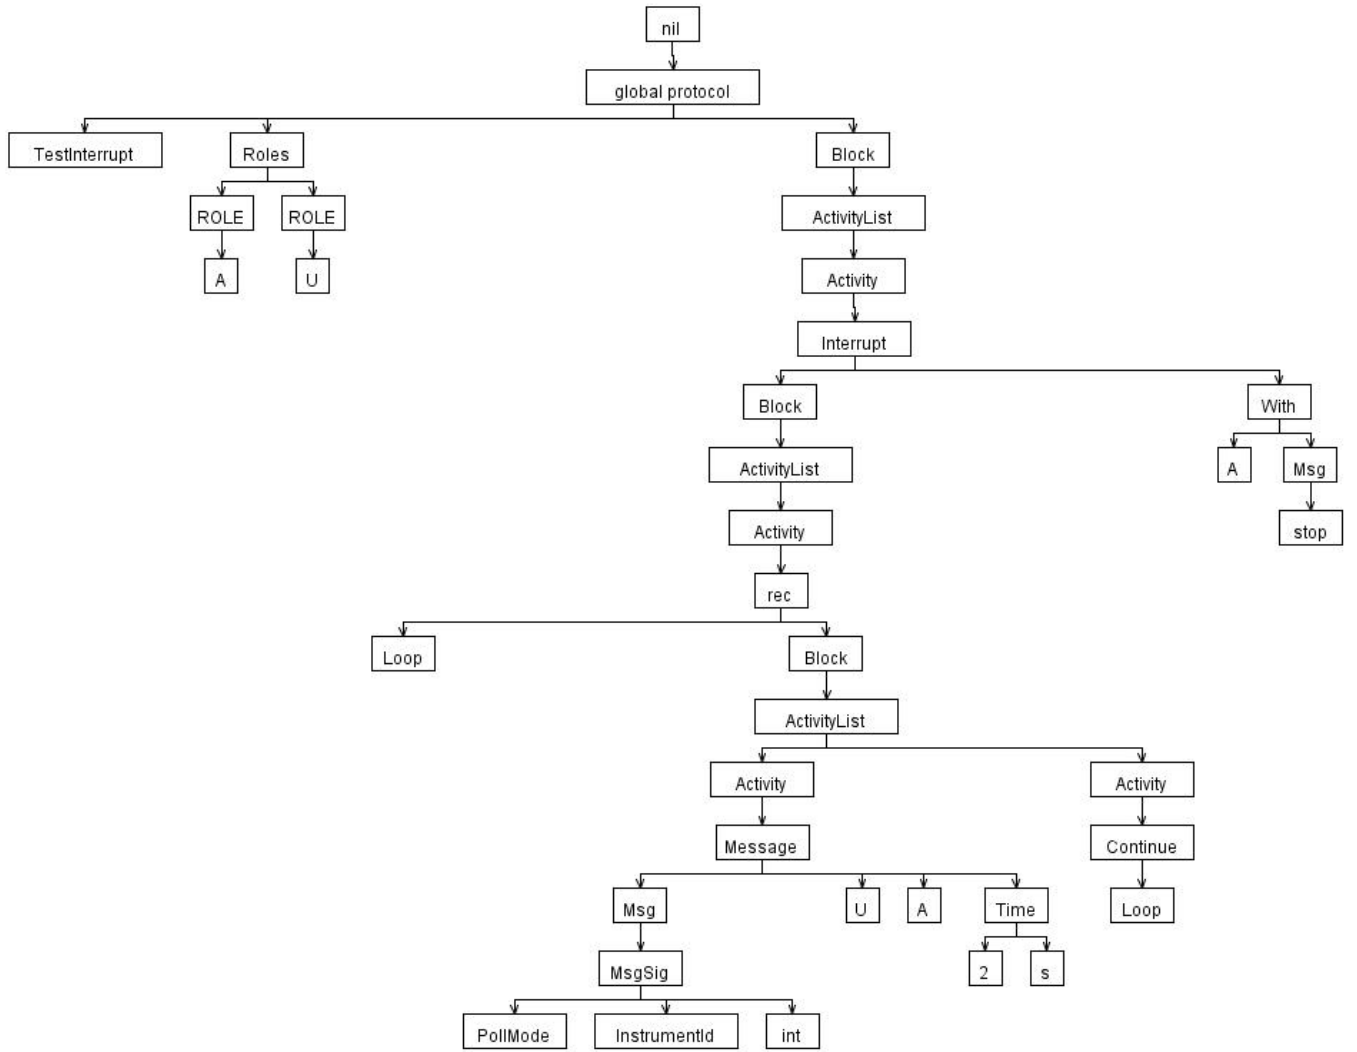 nil
global protocol
TestInterrupt
Roles
Block
ROLE
ROLE
ActivityList
A
U
Activity
Interrupt
Block
With
ActivityList
A
Msg
Activity
stop
rec
Loop
Block
ActivityList
Activity
Activity
Message
Continue
Msg
U
A
Time
Loop
MsgSig
2
s
PollMode
InstrumentId
int